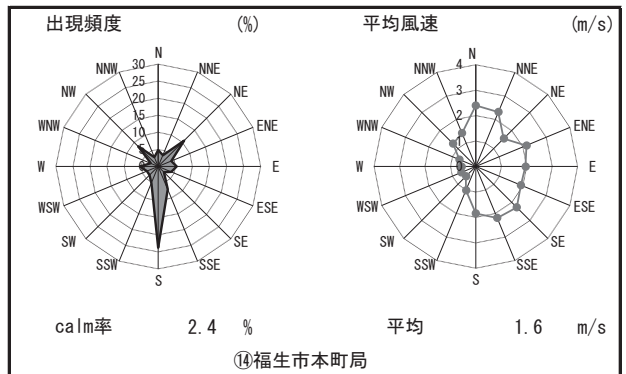 出現頻度 (%)
N
NNE
NE
ENE
E
ESE
SE
SSE
S
SSW
SW
WSW
W
WNW
NW
NNW
30
25
20
15
10
5
0
calm率 2.4 %
平均風速 (m/s)
N
NNE
NE
ENE
E
ESE
SE
SSE
S
SSW
SW
WSW
W
WNW
NW
NNW
4
3
2
1
0
平均 1.6 m/s
⑭福生市本町局